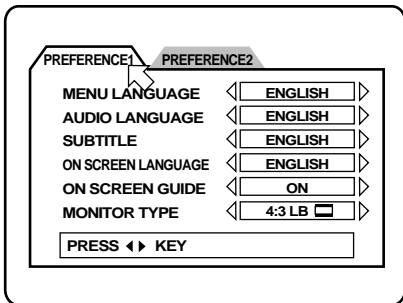 PREFERENCE1 PREFERENCE2
MENU LANGUAGE ENGLISH
AUDIO LANGUAGE ENGLISH
SUBTITLE ENGLISH
ON SCREEN LANGUAGE ENGLISH
ON SCREEN GUIDE ON
MONITOR TYPE 4:3 LB
PRESS KEY